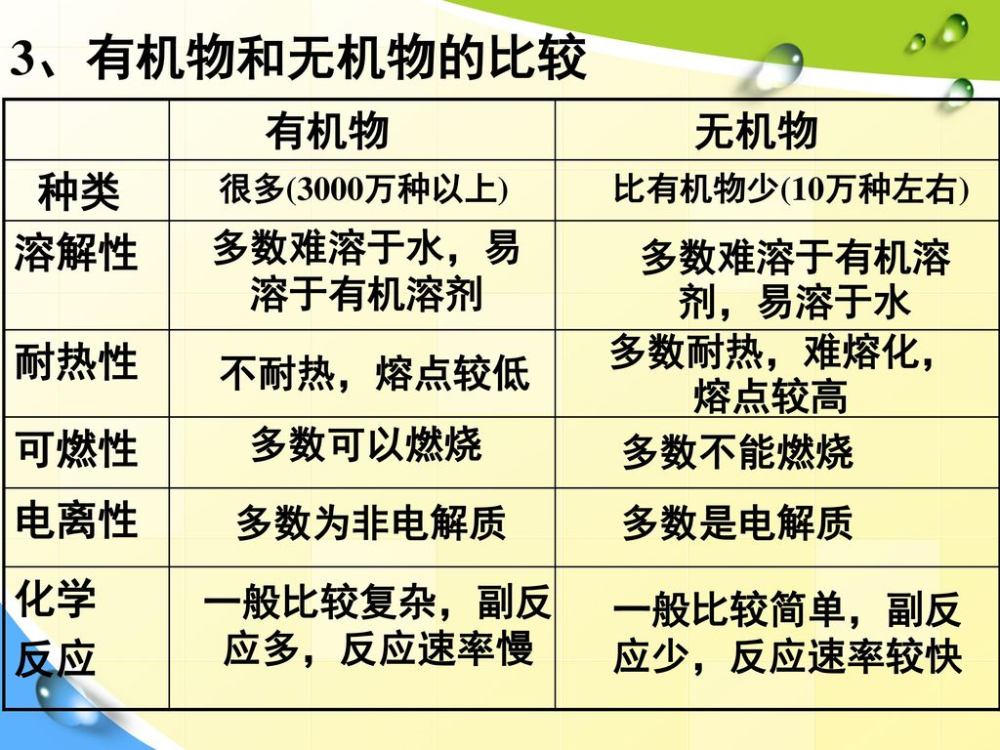 3、有机物和无机物的比较
有机物 无机物
种类 很多(3000万种以上) 比有机物少(10万种左右)
溶解性 多数难溶于水，易
溶于有机溶剂
多数难溶于有机溶
剂，易溶于水
耐热性 不耐热，熔点较低
多数耐热，难熔化，
熔点较高
可燃性 多数可以燃烧 多数不能燃烧
电离性 多数为非电解质 多数是电解质
化学
反应
一般比较复杂，副反
应多，反应速率慢
一般比较简单，副反
应少，反应速率较快